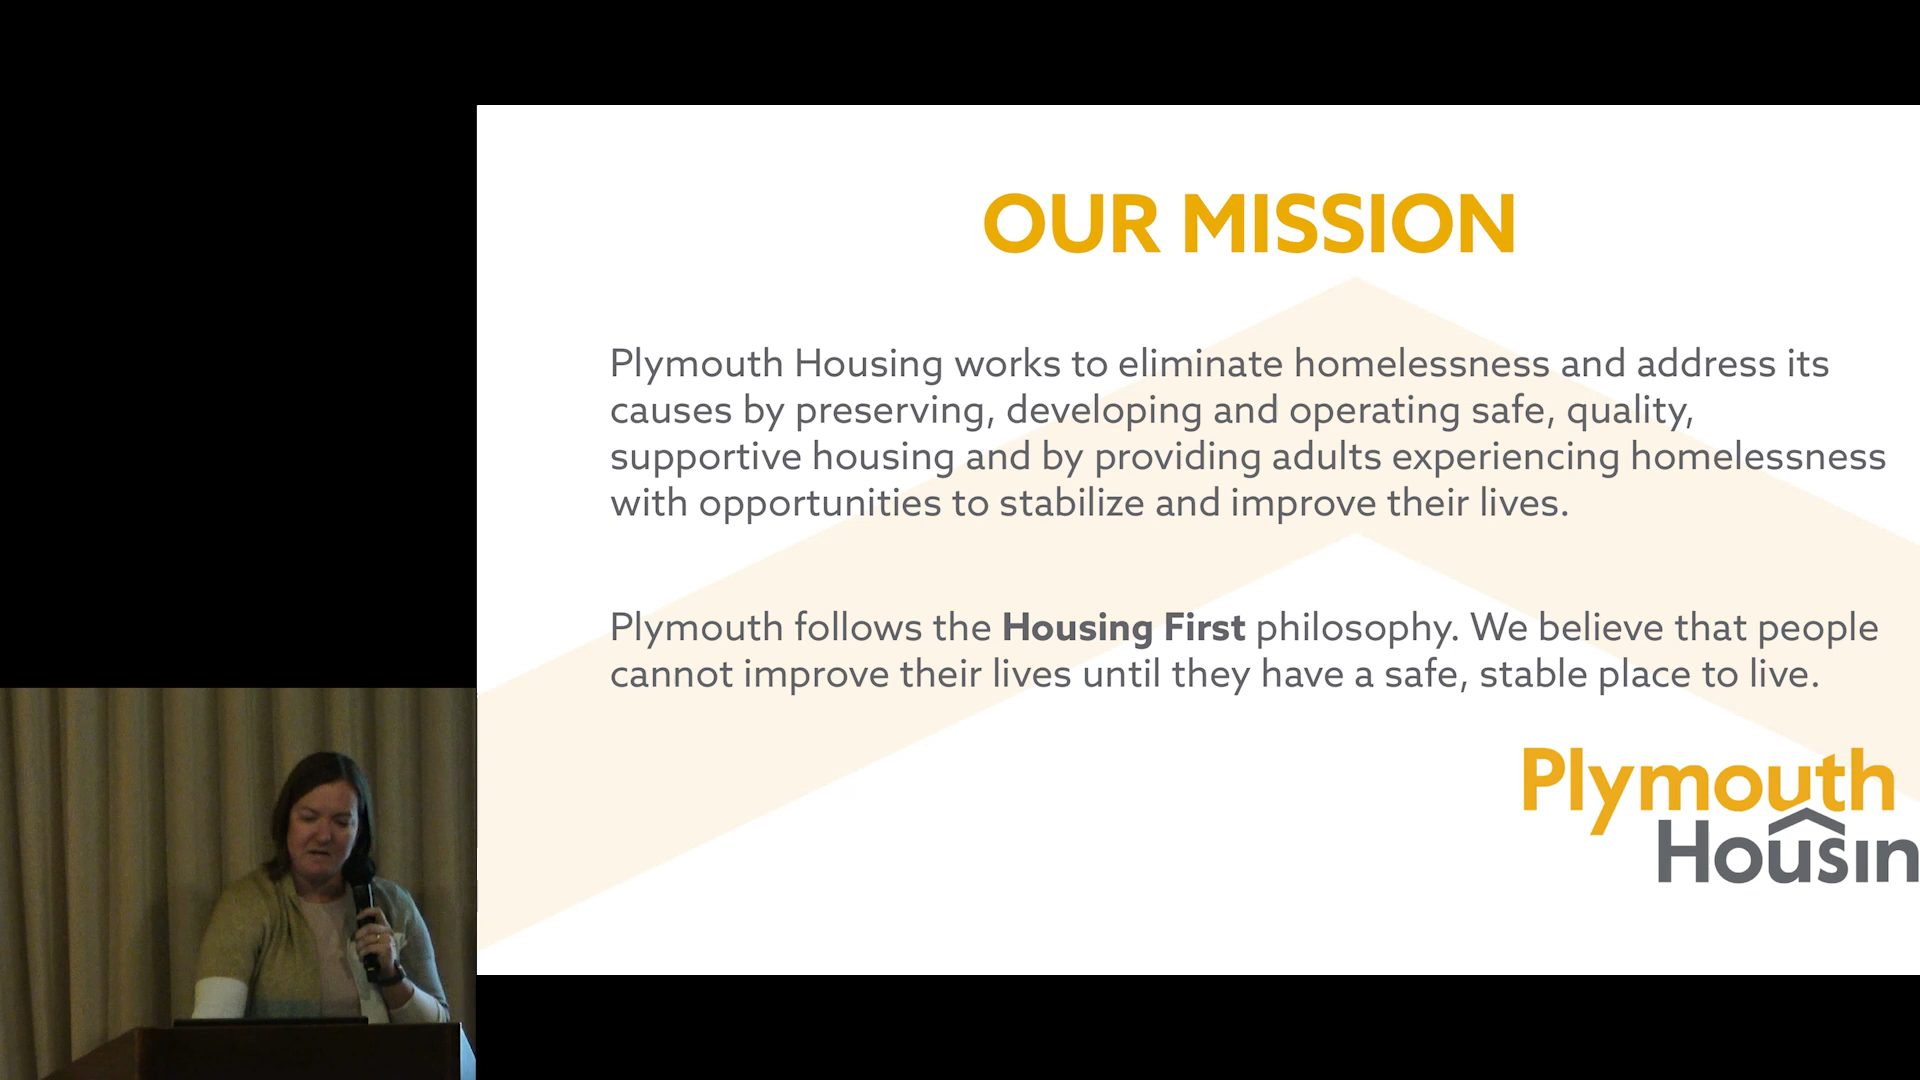 OUR MISSION
Plymouth Housing works to eliminate homelessness and address its
causes by preserving, developing and operating safe, quality,
supportive housing and by providing adults experiencing homelessness
with opportunities to stabilize and improve their lives.
Plymouth follows the Housing First philosophy. We believe that people
cannot improve their lives until they have a safe, stable place to live.
Plymouth
Housin